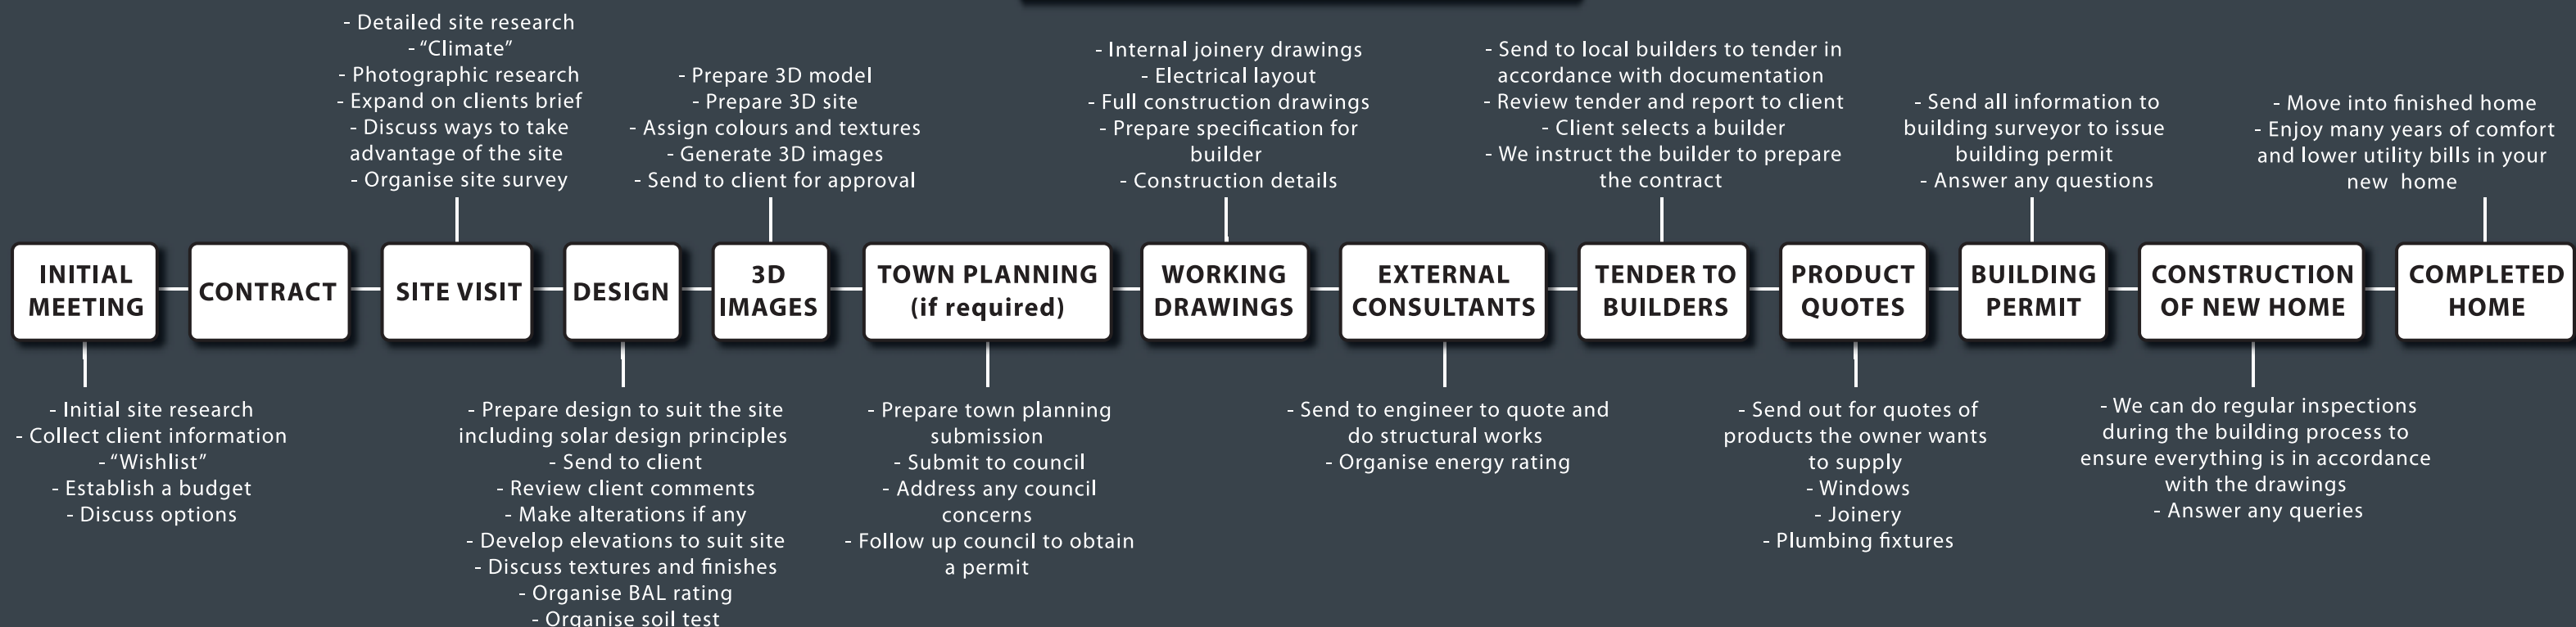 - Detailed site research
- “Climate”
- Photographic research
- Expand on clients brief
- Discuss ways to take
advantage of the site
- Organise site survey
- Prepare 3D model
- Prepare 3D site
- Assign colours and textures
- Generate 3D images
- Send to client for approval
- Internal joinery drawings
- Electrical layout
- Full construction drawings
- Prepare specification for
builder
- Construction details
- Send to local builders to tender in
accordance with documentation
- Review tender and report to client
- Client selects a builder
- We instruct the builder to prepare
the contract
- Send all information to
building surveyor to issue
building permit
- Answer any questions
- Move into finished home
- Enjoy many years of comfort
and lower utility bills in your
new home
INITIAL
MEETING
CONTRACT
SITE VISIT
DESIGN
3D
IMAGES
TOWN PLANNING
(if required)
WORKING
DRAWINGS
EXTERNAL
CONSULTANTS
TENDER TO
BUILDERS
PRODUCT
QUOTES
BUILDING
PERMIT
CONSTRUCTION
OF NEW HOME
COMPLETED
HOME
- Initial site research
- Collect client information
- “Wishlist”
- Establish a budget
- Discuss options
- Prepare design to suit the site
including solar design principles
- Send to client
- Review client comments
- Make alterations if any
- Develop elevations to suit site
- Discuss textures and finishes
- Organise BAL rating
- Organise soil test
- Prepare town planning
submission
- Submit to council
- Address any council
concerns
- Follow up council to obtain
a permit
- Send to engineer to quote and
do structural works
- Organise energy rating
- Send out for quotes of
products the owner wants
to supply
- Windows
- Joinery
- Plumbing fixtures
- We can do regular inspections
during the building process to
ensure everything is in accordance
with the drawings
- Answer any queries